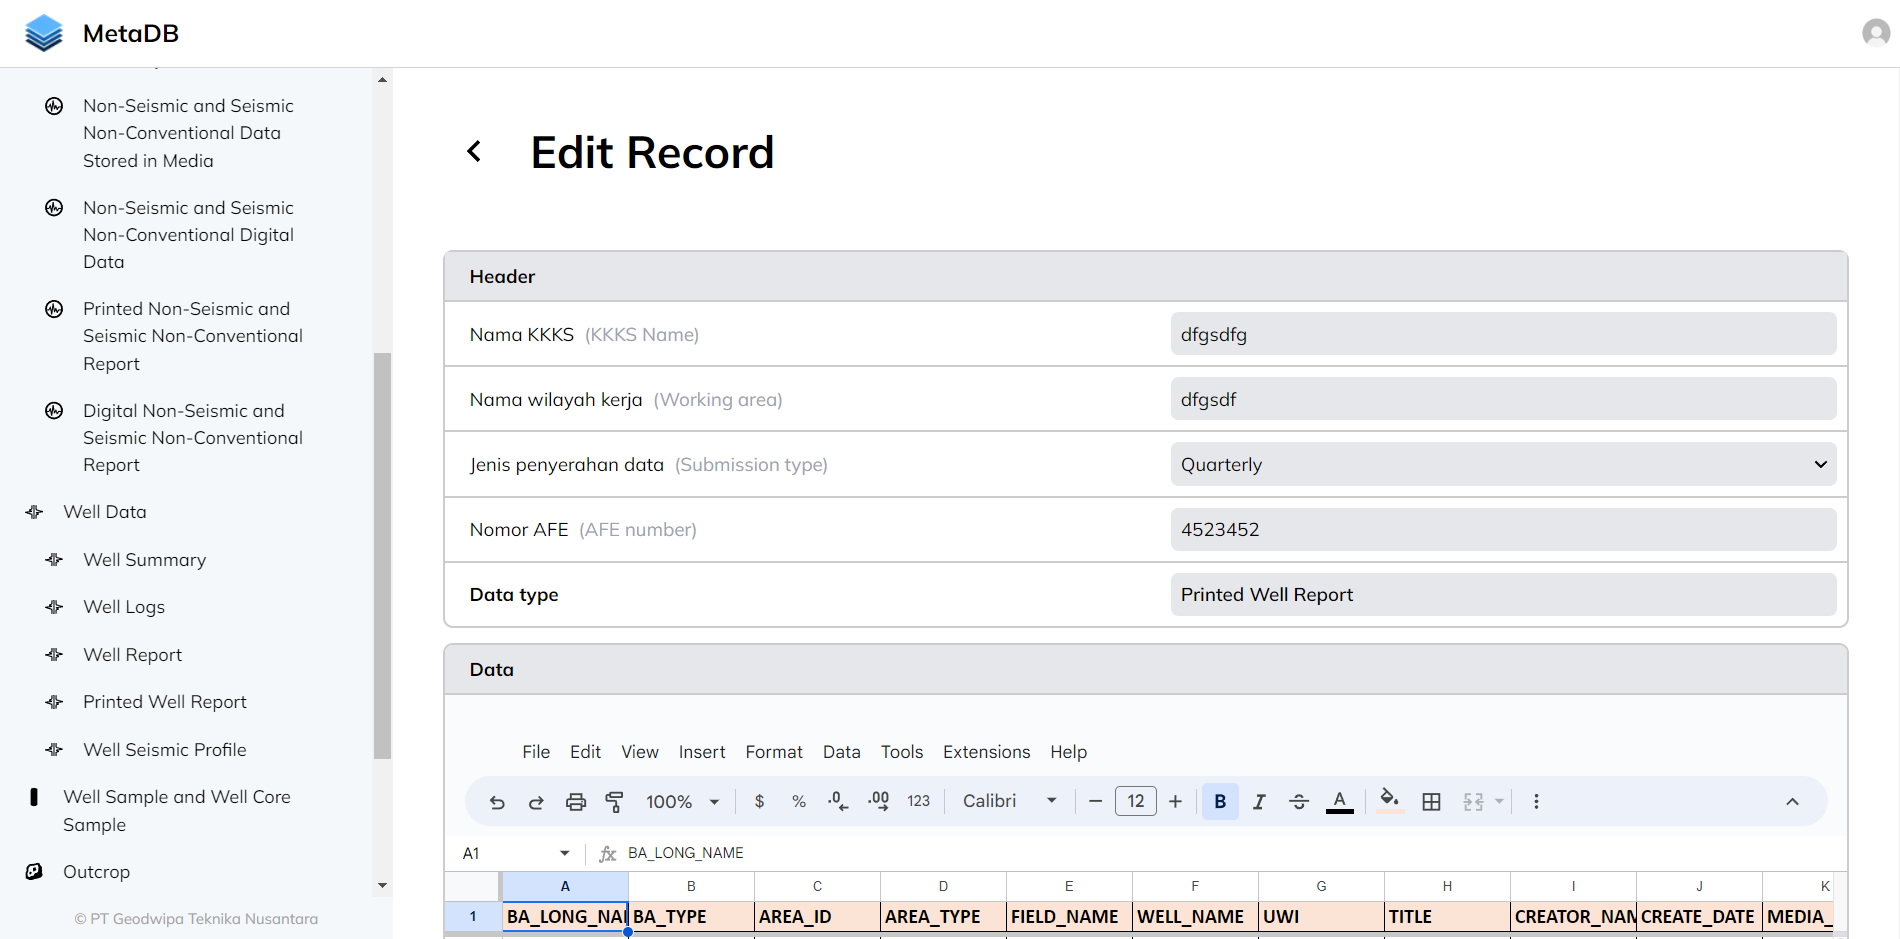 MetaDB
Non-Seismic and Seismic
Non-Conventional Data
Stored in Media
Non-Seismic and Seismic
Non-Conventional Digital
Data
Printed Non-Seismic and
Seismic Non-Conventional
Report
Digital Non-Seismic and
Seismic Non-Conventional
Report
Well Data
Well Summary
Well Logs
Well Report
Printed Well Report
Well Seismic Profile
Well Sample and Well Core
Sample
Outcrop
© PT Geodwipa Teknika Nusantara
Edit Record
Header
Nama KKKS (KKKS Name) dfgsdfg
Nama wilayah kerja (Working area) dfgsdf
Jenis penyerahan data (Submission type) Quarterly
Nomor AFE (AFE number) 4523452
Data type Printed Well Report
Data
File Edit View Insert Format Data Tools Extensions Help
100% $ % .0 .00 123 Calibri 12 B I S A
A1 fx BA_LONG_NAME
A B C D E F G H I J K
1 BA_LONG_NAI BA_TYPE AREA_ID AREA_TYPE FIELD_NAME WELL_NAME UWI TITLE CREATOR_NAM CREATE_DATE MEDIA_